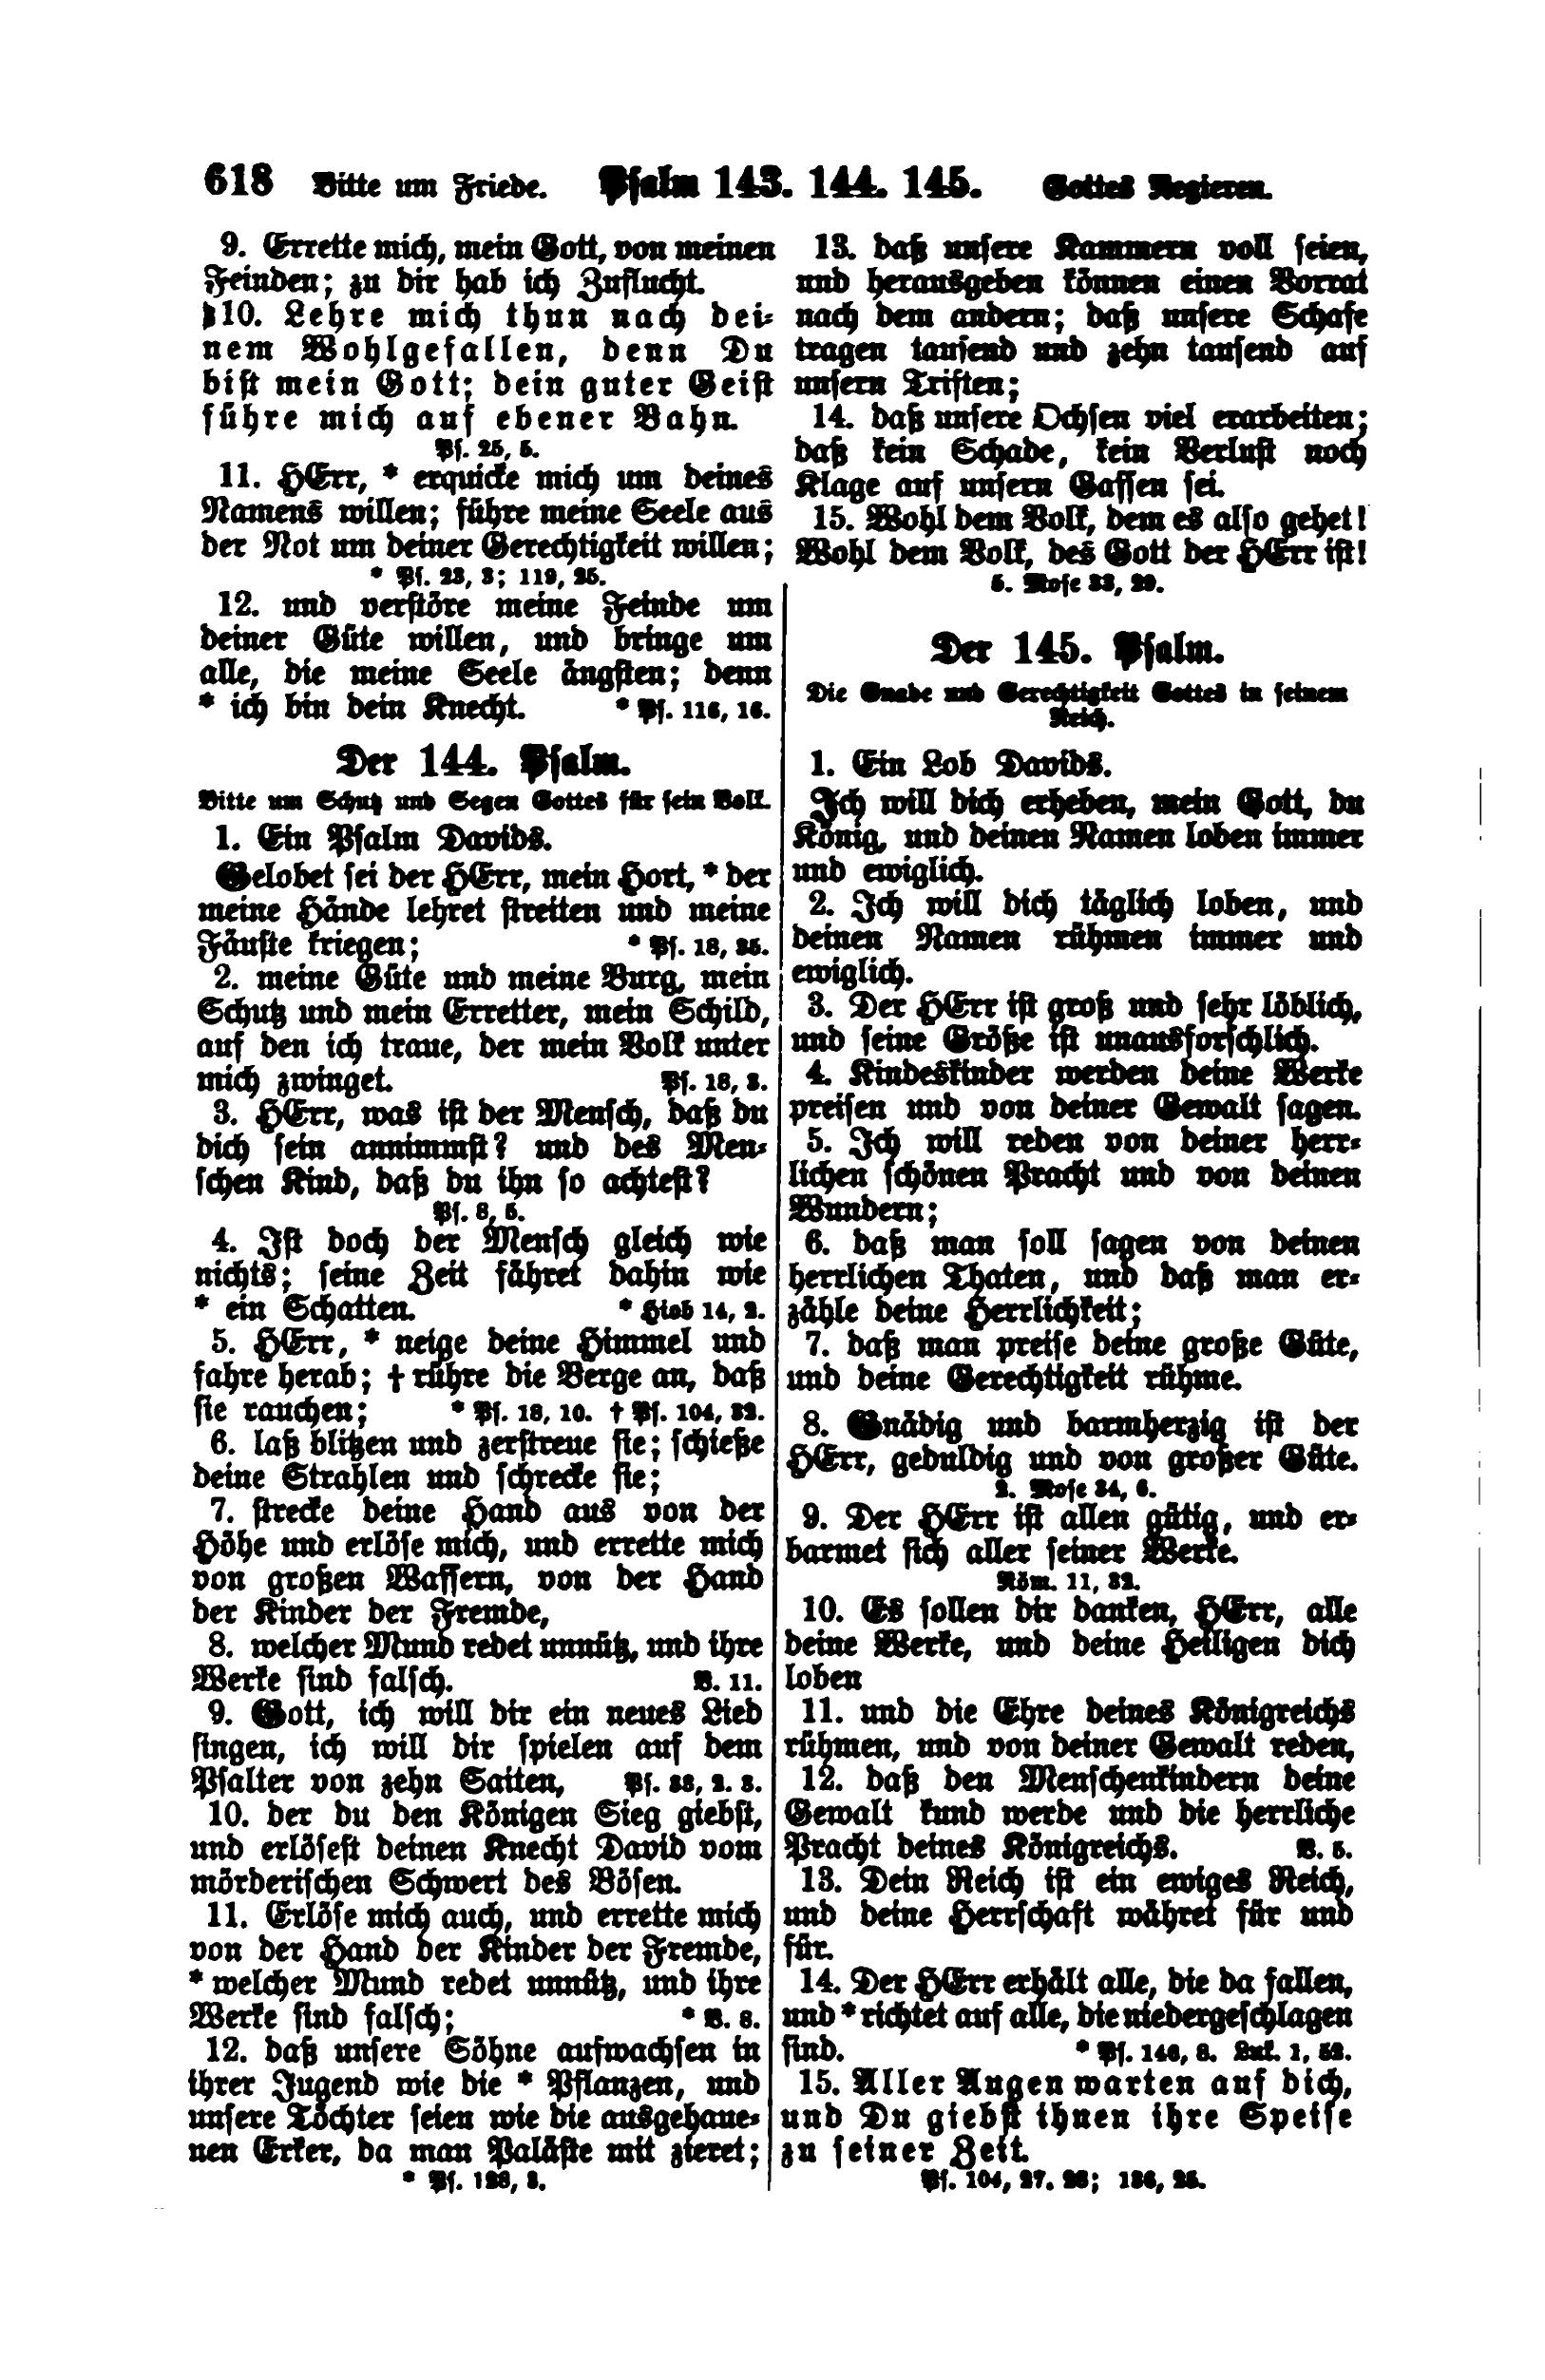 618 Bitte um Friede. Psalm 143. 144. 145. Gottes Regieren.
9. Errette mich, mein Gott, von meinen
Feinden; zu dir hab ich Zuflucht.
10. Lehre mich thun nach dei⸗
nem Wohlgefallen, denn Du
bist mein Gott; dein guter Geist
führe mich auf ebener Bahn.
Ps. 25, 5.
11. HErr, * erquicke mich um deines
Namens willen; führe meine Seele aus
der Not um deiner Gerechtigkeit willen;
* Ps. 23, 3; 119, 25.
12. und verstöre meine Feinde um
deiner Güte willen, und bringe um
alle, die meine Seele ängsten; denn
* ich bin dein Knecht. * Ps. 116, 16.
Der 144. Psalm.
Bitte um Schutz und Segen Gottes für sein Volk.
1. Ein Psalm Davids.
Gelobet sei der HErr, mein Hort, * der
meine Hände lehret streiten und meine
Fäuste kriegen; * Ps. 18, 35.
2. meine Güte und meine Burg, mein
Schutz und mein Erretter, mein Schild,
auf den ich traue, der mein Volk unter
mich zwinget. Ps. 18, 3.
3. HErr, was ist der Mensch, daß du
dich sein annimmst? und des Men⸗
schen Kind, daß du ihn so achtest?
Ps. 8, 5.
4. Ist doch der Mensch gleich wie
nichts; seine Zeit fähret dahin wie
* ein Schatten. * Hiob 14, 2.
5. HErr, * neige deine Himmel und
fahre herab; † rühre die Berge an, daß
sie rauchen; * Ps. 18, 10. † Ps. 104, 32.
6. laß blitzen und zerstreue sie; schieße
deine Strahlen und schrecke sie;
7. strecke deine Hand aus von der
Höhe und erlöse mich, und errette mich
von großen Wassern, von der Hand
der Kinder der Fremde,
8. welcher Mund redet unnütz, und ihre
Werke sind falsch. V. 11.
9. Gott, ich will dir ein neues Lied
singen, ich will dir spielen auf dem
Psalter von zehn Saiten, Ps. 33, 2. 3.
10. der du den Königen Sieg giebst,
und erlösest deinen Knecht David vom
mörderischen Schwert des Bösen.
11. Erlöse mich auch, und errette mich
von der Hand der Kinder der Fremde,
* welcher Mund redet unnütz, und ihre
Werke sind falsch; * V. 8.
12. daß unsere Söhne aufwachsen in
ihrer Jugend wie die * Pflanzen, und
unsere Töchter seien wie die ausgehaue⸗
nen Erker, da man Paläste mit zieret;
* Ps. 128, 3.
13. daß unsere Kammern voll seien,
und herausgeben können einen Vorrat
nach dem andern; daß unsere Schafe
tragen tausend und zehn tausend auf
unsern Triften;
14. daß unsere Ochsen viel erarbeiten;
daß kein Schade, kein Verlust noch
Klage auf unsern Gassen sei.
15. Wohl dem Volk, dem es also gehet!
Wohl dem Volk, des Gott der HErr ist!
5. Mose 33, 29.
Der 145. Psalm.
Die Gnade und Gerechtigkeit Gottes in seinem
Reich.
1. Ein Lob Davids.
Ich will dich erheben, mein Gott, du
König, und deinen Namen loben immer
und ewiglich.
2. Ich will dich täglich loben, und
deinen Namen rühmen immer und
ewiglich.
3. Der HErr ist groß und sehr löblich,
und seine Größe ist unausforschlich.
4. Kindeskinder werden deine Werke
preisen und von deiner Gewalt sagen.
5. Ich will reden von deiner herr⸗
lichen schönen Pracht und von deinen
Wundern;
6. daß man soll sagen von deinen
herrlichen Thaten, und daß man er⸗
zähle deine Herrlichkeit;
7. daß man preise deine große Güte,
und deine Gerechtigkeit rühme.
8. Gnädig und barmherzig ist der
HErr, geduldig und von großer Güte.
2. Mose 34, 6.
9. Der HErr ist allen gütig, und er⸗
barmet sich aller seiner Werke.
Röm. 11, 32.
10. Es sollen dir danken, HErr, alle
deine Werke, und deine Heiligen dich
loben
11. und die Ehre deines Königreichs
rühmen, und von deiner Gewalt reden,
12. daß den Menschenkindern deine
Gewalt kund werde und die herrliche
Pracht deines Königreichs. V. 5.
13. Dein Reich ist ein ewiges Reich,
und deine Herrschaft währet für und
für.
14. Der HErr erhält alle, die da fallen,
und * richtet auf alle, die niedergeschlagen
sind. * Ps. 146, 8. Luk. 1, 52.
15. Aller Augen warten auf dich,
und Du giebst ihnen ihre Speise
zu seiner Zeit.
Ps. 104, 27. 28; 136, 25.